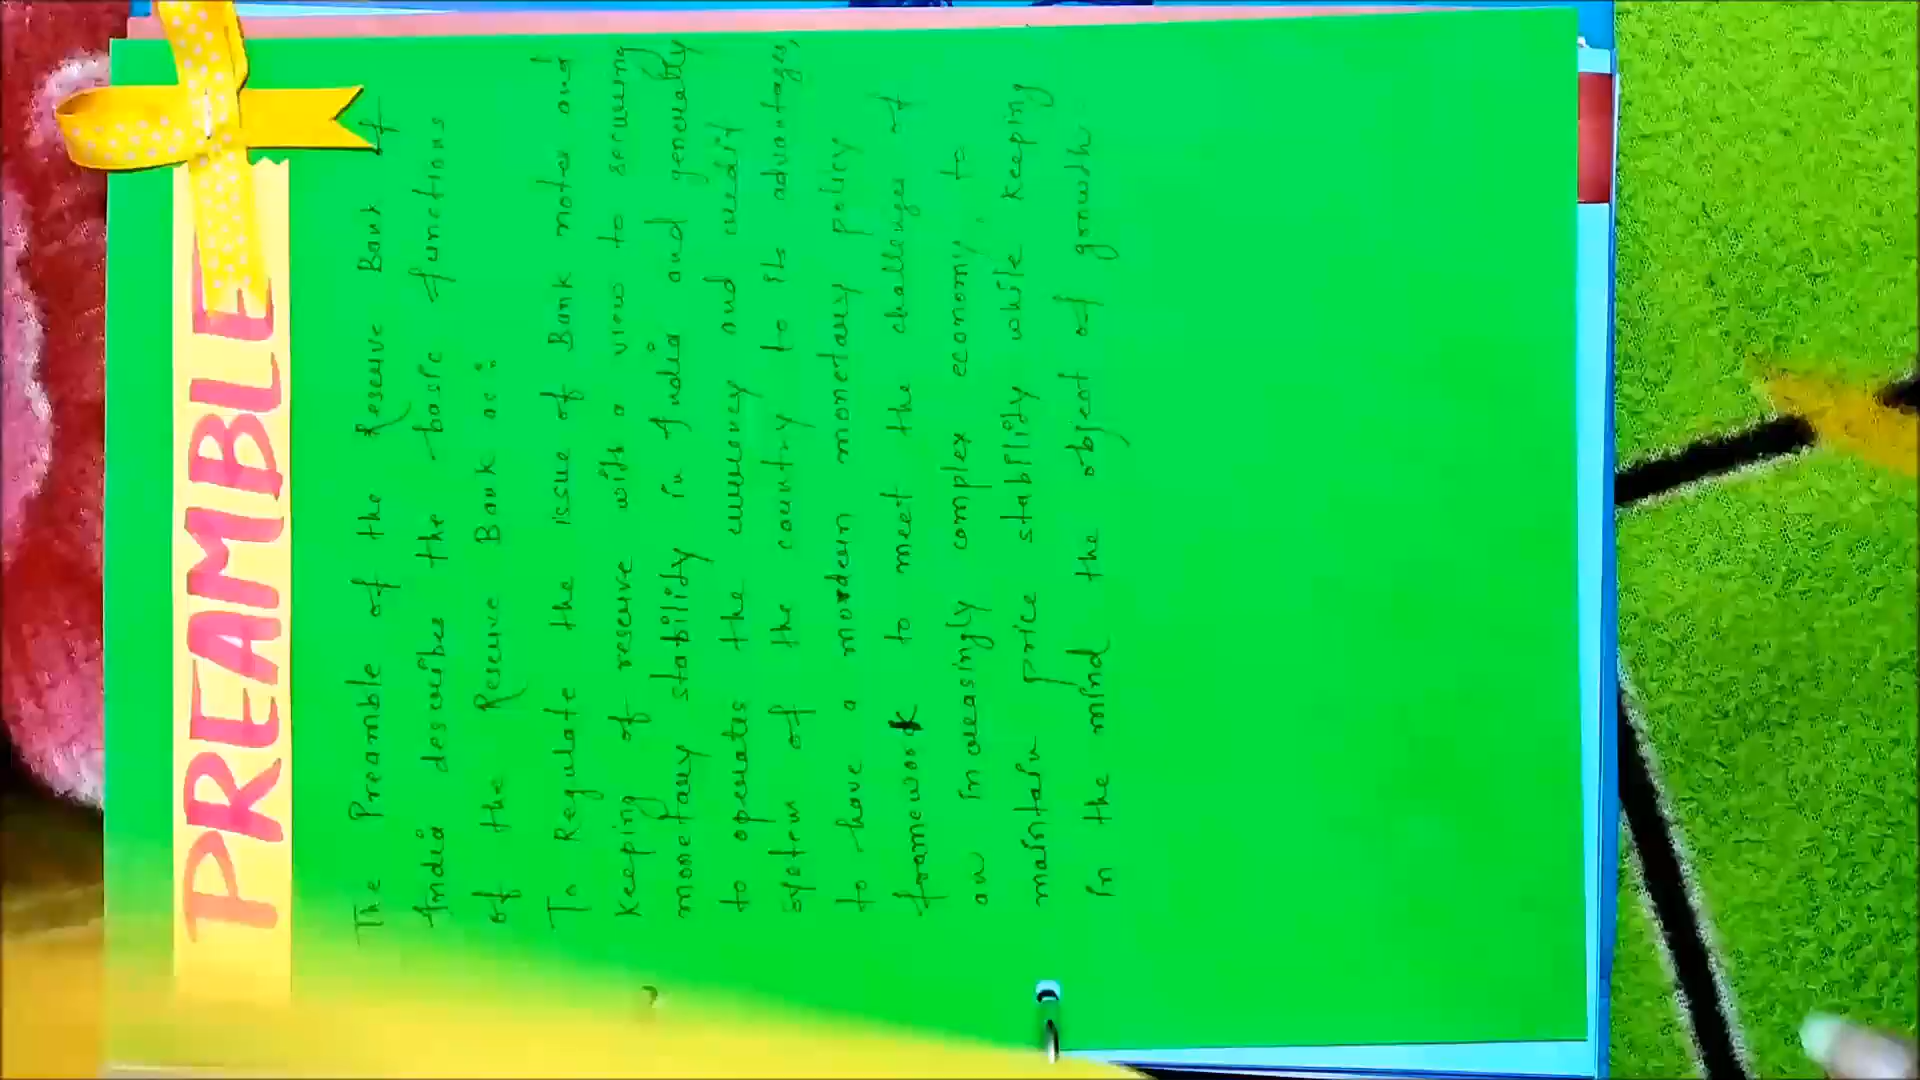 PREAMBLE
The Preamble of the Reserve Bank of
India describes the basic functions
of the Reserve Bank as:
To Regulate the issue of Bank notes and
keeping of reserve with a view to securing
monetary stability in India and generally
to operates the currency and credit
system of the country to its advantages,
to have a mordern monetary policy
framework to meet the challenges of
an increasingly complex economy to
maintain price stability while keeping
in the mind the object of growth